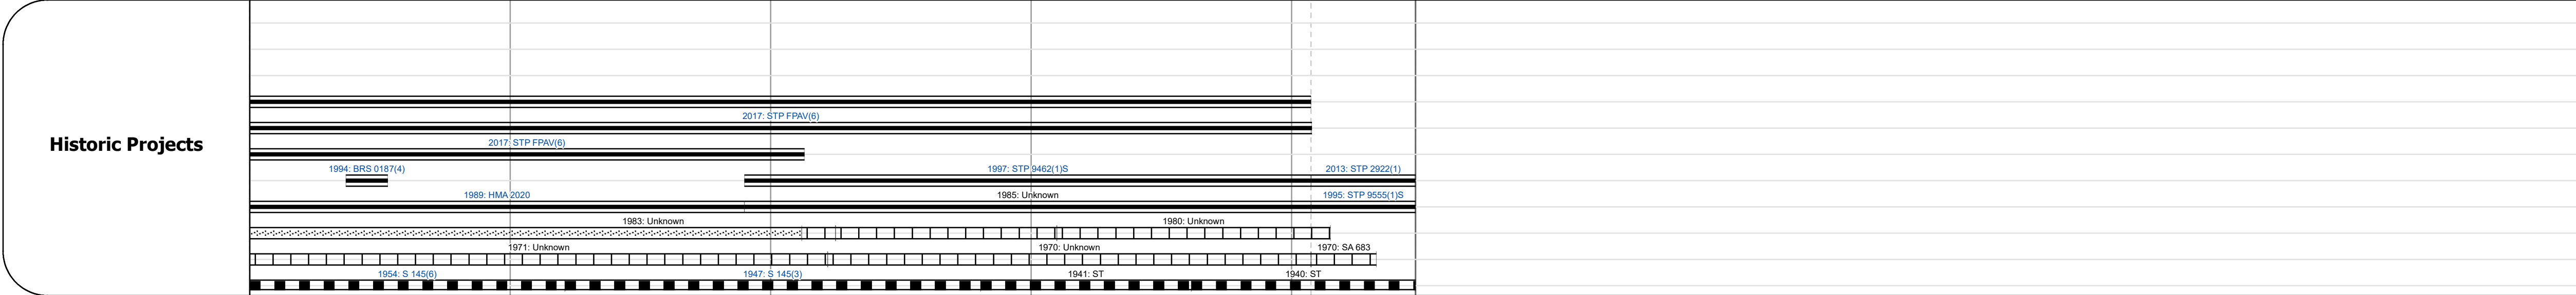 Historic Projects
2017: STP FPAV(6)
2017: STP FPAV(6)
1994: BRS 0187(4) 1997: STP 9462(1)S 2013: STP 2922(1)
1989: HMA 2020 1985: Unknown 1995: STP 9555(1)S
1983: Unknown 1980: Unknown
1971: Unknown 1970: Unknown 1970: SA 683
1954: S 145(6) 1947: S 145(3) 1941: ST 1940: ST